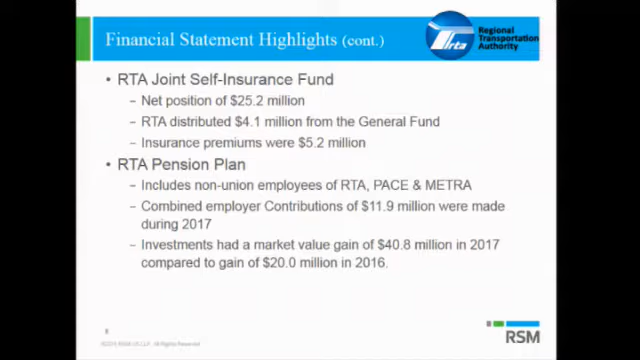 Financial Statement Highlights (cont.)
rta
Regional
Transportation
Authority
• RTA Joint Self-Insurance Fund
– Net position of $25.2 million
– RTA distributed $4.1 million from the General Fund
– Insurance premiums were $5.2 million
• RTA Pension Plan
– Includes non-union employees of RTA, PACE & METRA
– Combined employer Contributions of $11.9 million were made
during 2017
– Investments had a market value gain of $40.8 million in 2017
compared to gain of $20.0 million in 2016.
RSM US LLP. All Rights Reserved
RSM